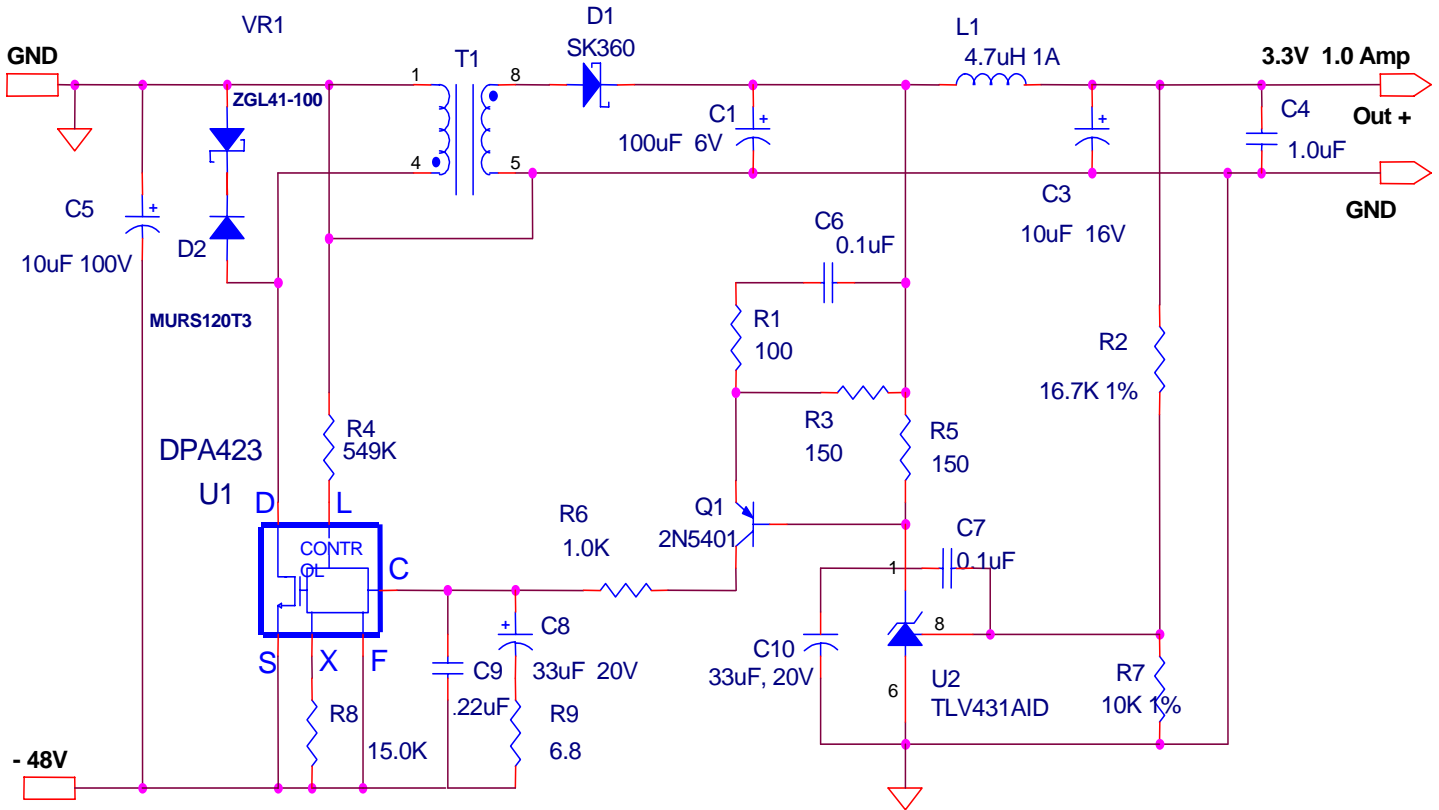 GND
VR1
T1
D1
SK360
L1
4.7uH 1A
3.3V 1.0 Amp
Out +
1
8
4
5
ZGL41-100
C1
100uF 6V
C4
1.0uF
GND
C5
10uF 100V
D2
MURS120T3
C6
0.1uF
C3
10uF 16V
R1
100
R2
16.7K 1%
R3
150
R5
150
R4
549K
DPA423
U1
D
L
CONTR
OL
C
S
X
F
R6
1.0K
Q1
2N5401
C7
0.1uF
1
8
6
C8
33uF 20V
C9
.22uF
R9
6.8
C10
33uF, 20V
U2
TLV431AID
R7
10K 1%
R8
15.0K
- 48V